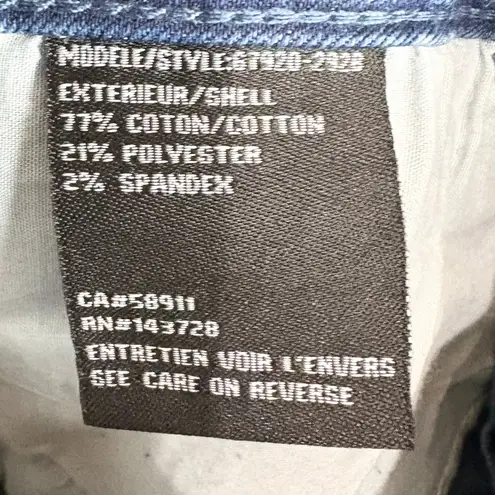 MODELE/STYLE:67920-2928
EXTERIEUR/SHELL
77% COTON/COTTON
21% POLYESTER
2% SPANDEX
CA#58911
RN#143728
ENTRETIEN VOIR L'ENVERS
SEE CARE ON REVERSE